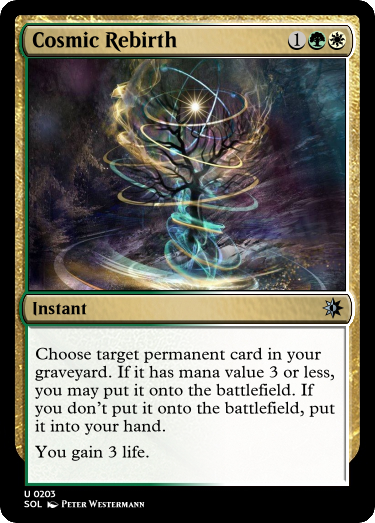 Cosmic Rebirth 1
Instant
Choose target permanent card in your
graveyard. If it has mana value 3 or less,
you may put it onto the battlefield. If
you don't put it onto the battlefield, put
it into your hand.
You gain 3 life.
U 0203
SOL Peter Westermann